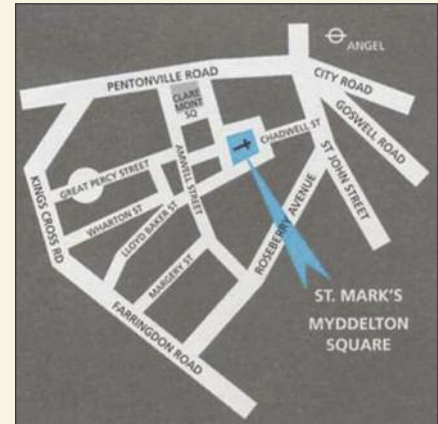 ANGEL
PENTONVILLE ROAD
CITY ROAD
CLARE
MONT
SQ
GOSWELL ROAD
CHADWELL ST
GREAT PERCY STREET
AMWELL STREET
ST JOHN STREET
KINGS CROSS RD
WHARTON ST
LLOYD BAKER ST
ROSEBERRY AVENUE
MARGERY ST
ST. MARK'S
MYDDELTON
SQUARE
FARRINGDON ROAD